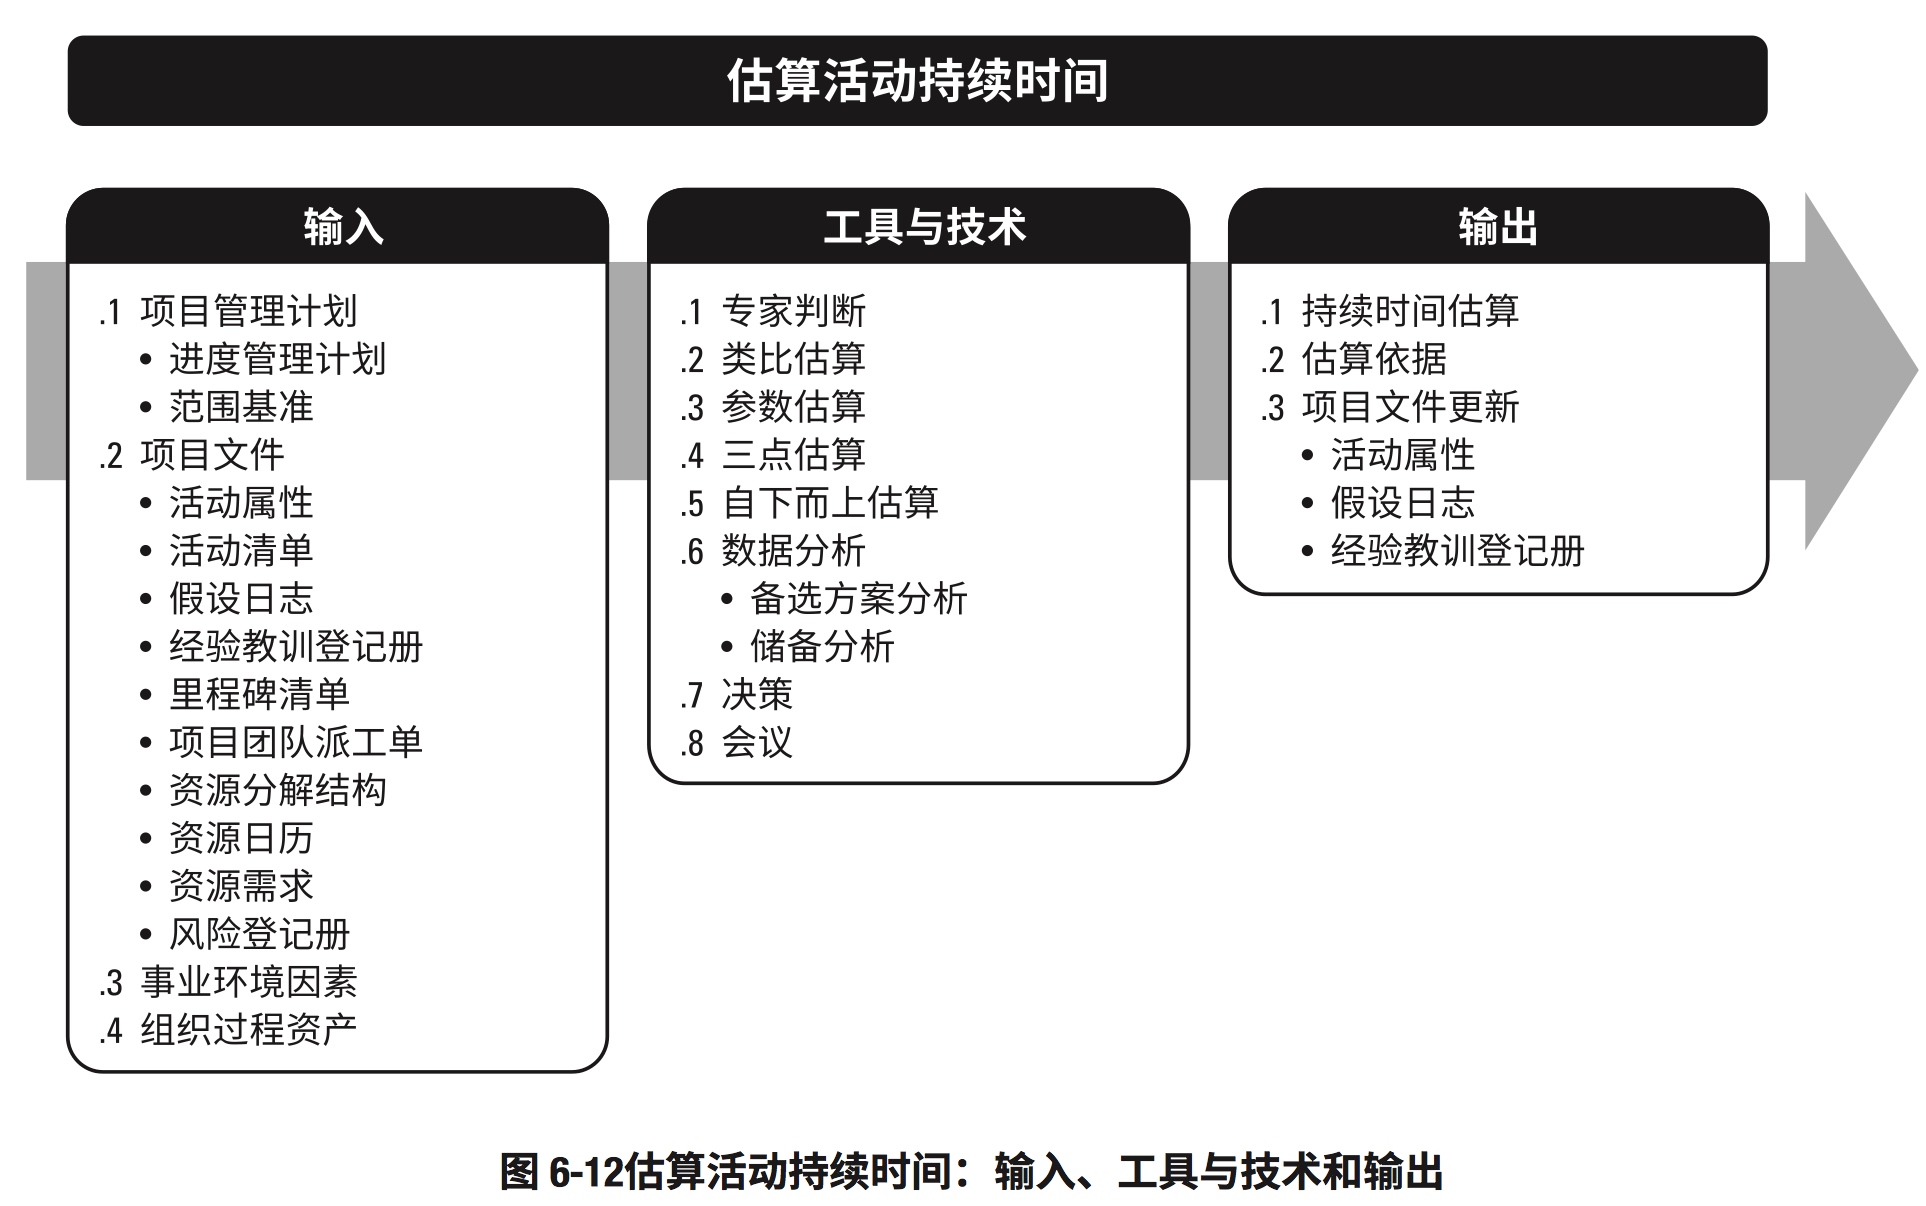 估算活动持续时间
输入
.1 项目管理计划
• 进度管理计划
• 范围基准
.2 项目文件
• 活动属性
• 活动清单
• 假设日志
• 经验教训登记册
• 里程碑清单
• 项目团队派工单
• 资源分解结构
• 资源日历
• 资源需求
• 风险登记册
.3 事业环境因素
.4 组织过程资产
工具与技术
.1 专家判断
.2 类比估算
.3 参数估算
.4 三点估算
.5 自下而上估算
.6 数据分析
• 备选方案分析
• 储备分析
.7 决策
.8 会议
输出
.1 持续时间估算
.2 估算依据
.3 项目文件更新
• 活动属性
• 假设日志
• 经验教训登记册
图 6-12估算活动持续时间：输入、工具与技术和输出